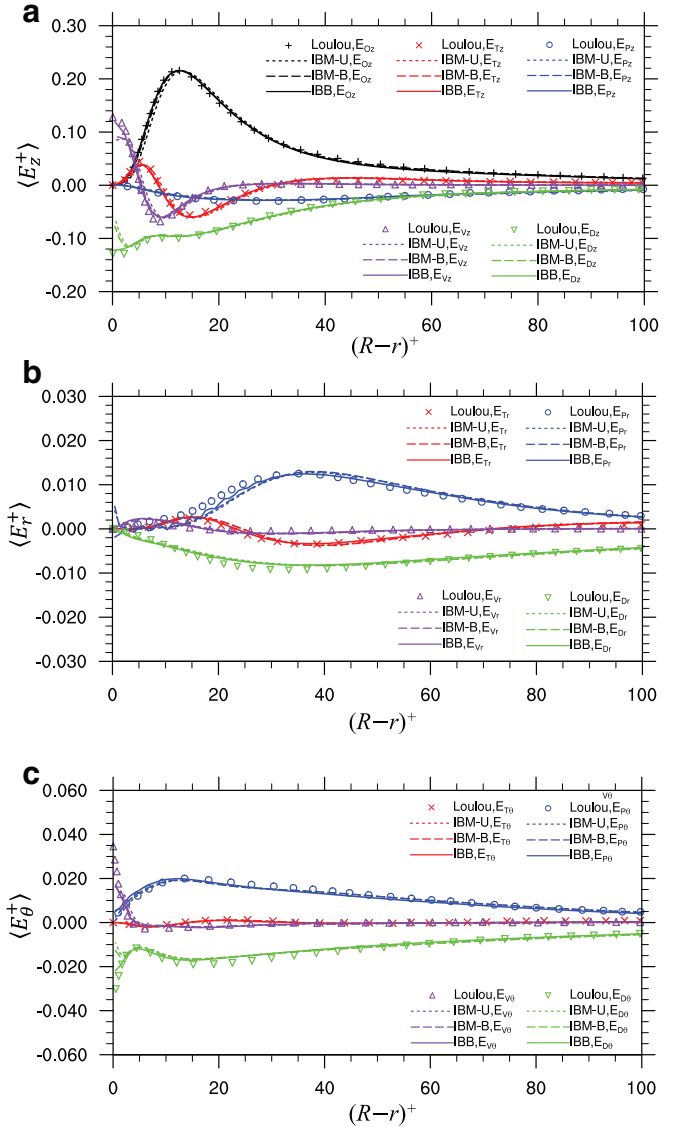 a
0.30
0.20
0.10
0.00
-0.10
-0.20
⟨E_z^+⟩
Loulou,E_Oz
IBM-U,E_Oz
IBM-B,E_Oz
IBB,E_Oz
Loulou,E_Tz
IBM-U,E_Tz
IBM-B,E_Tz
IBB,E_Tz
Loulou,E_Pz
IBM-U,E_Pz
IBM-B,E_Pz
IBB,E_Pz
Loulou,E_Vz
IBM-U,E_Vz
IBM-B,E_Vz
IBB,E_Vz
Loulou,E_Dz
IBM-U,E_Dz
IBM-B,E_Dz
IBB,E_Dz
0 20 40 60 80 100
(R−r)^+
b
0.030
0.020
0.010
0.000
-0.010
-0.020
-0.030
⟨E_r^+⟩
Loulou,E_Tr
IBM-U,E_Tr
IBM-B,E_Tr
IBB,E_Tr
Loulou,E_Pr
IBM-U,E_Pr
IBM-B,E_Pr
IBB,E_Pr
Loulou,E_Vr
IBM-U,E_Vr
IBM-B,E_Vr
IBB,E_Vr
Loulou,E_Dr
IBM-U,E_Dr
IBM-B,E_Dr
IBB,E_Dr
0 20 40 60 80 100
(R−r)^+
c
0.060
0.040
0.020
0.000
-0.020
-0.040
-0.060
⟨E_θ^+⟩
Vθ
Loulou,E_Tθ
IBM-U,E_Tθ
IBM-B,E_Tθ
IBB,E_Tθ
Loulou,E_Pθ
IBM-U,E_Pθ
IBM-B,E_Pθ
IBB,E_Pθ
Loulou,E_Vθ
IBM-U,E_Vθ
IBM-B,E_Vθ
IBB,E_Vθ
Loulou,E_Dθ
IBM-U,E_Dθ
IBM-B,E_Dθ
IBB,E_Dθ
0 20 40 60 80 100
(R−r)^+